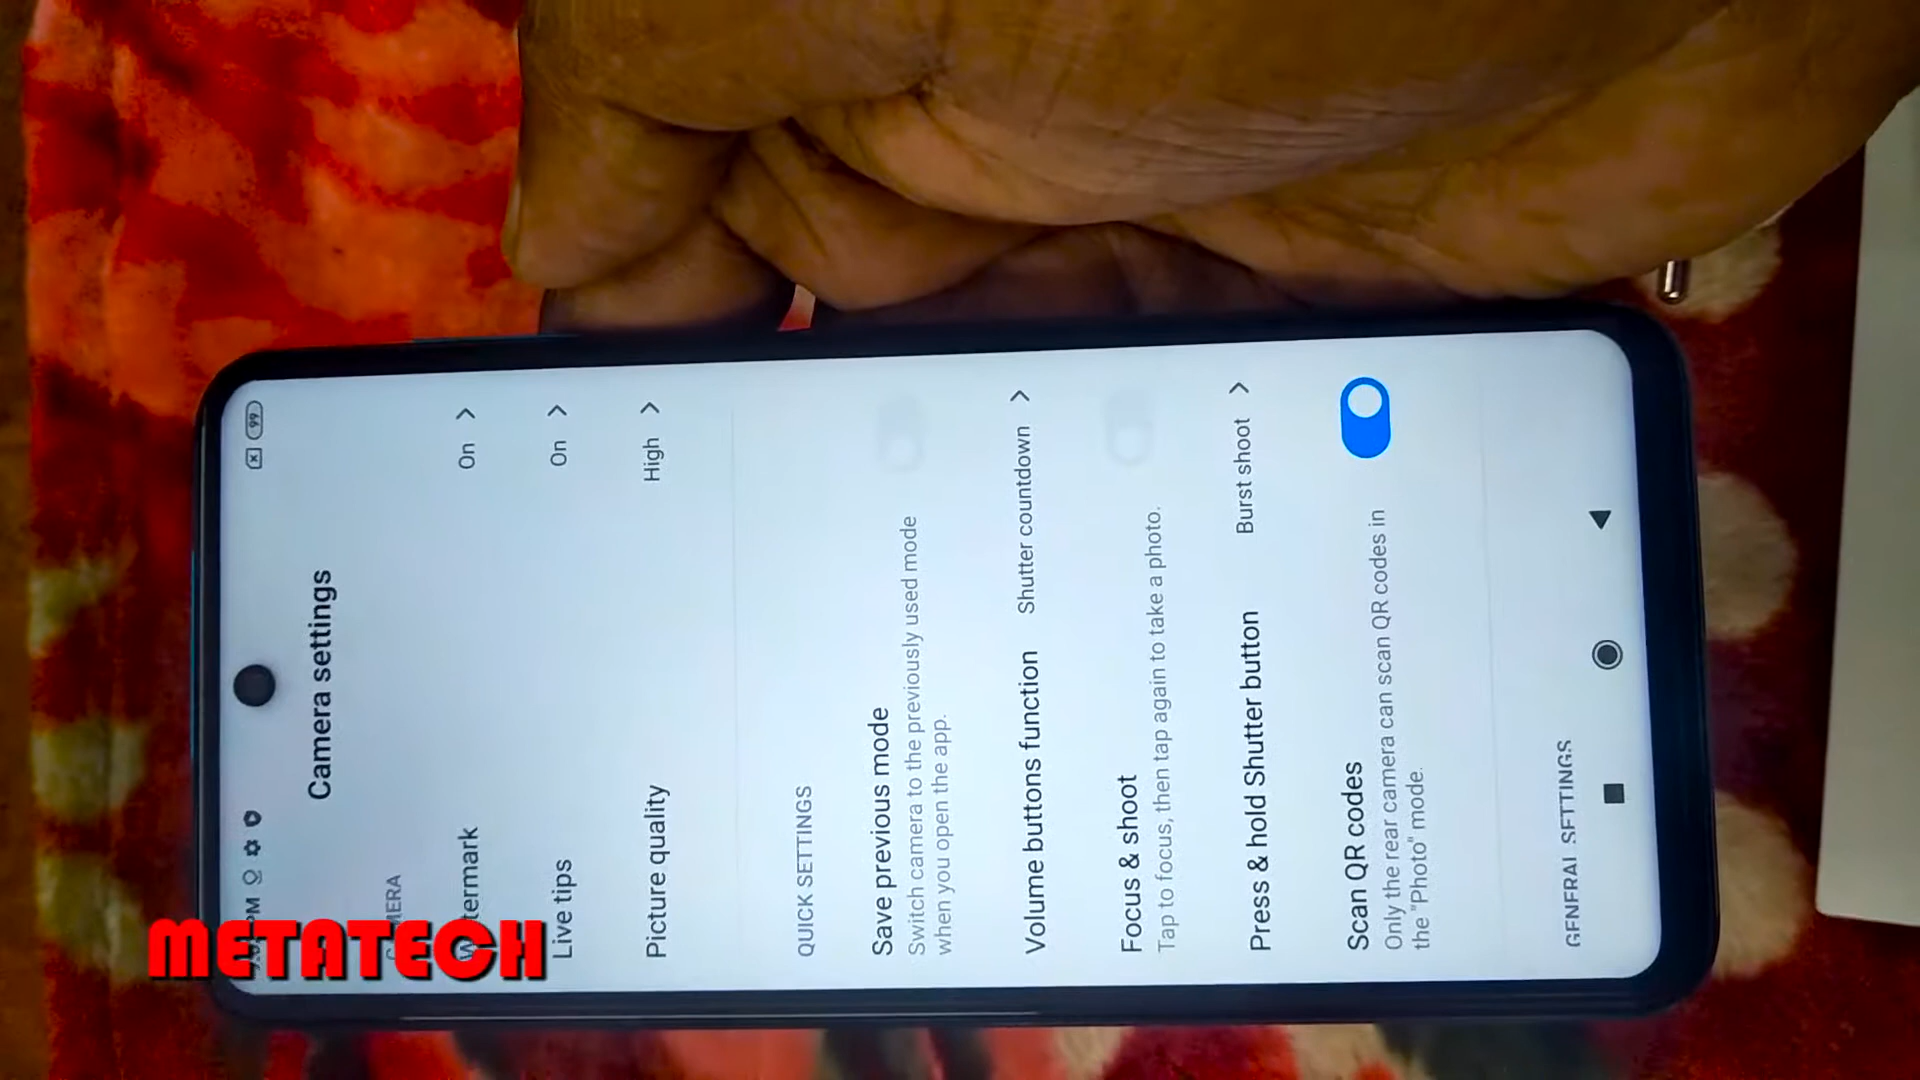 99
Camera settings
Watermark On
Live tips On
Picture quality High
QUICK SETTINGS
Save previous mode
Switch camera to the previously used mode
when you open the app.
Volume buttons function Shutter countdown
Focus & shoot
Tap to focus, then tap again to take a photo.
Press & hold Shutter button Burst shoot
Scan QR codes
Only the rear camera can scan QR codes in
the "Photo" mode.
GENERAL SETTINGS
METATECH